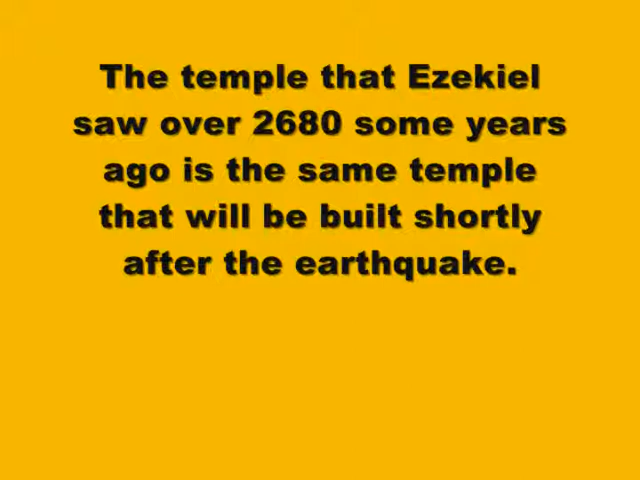 The temple that Ezekiel
saw over 2680 some years
ago is the same temple
that will be built shortly
after the earthquake.